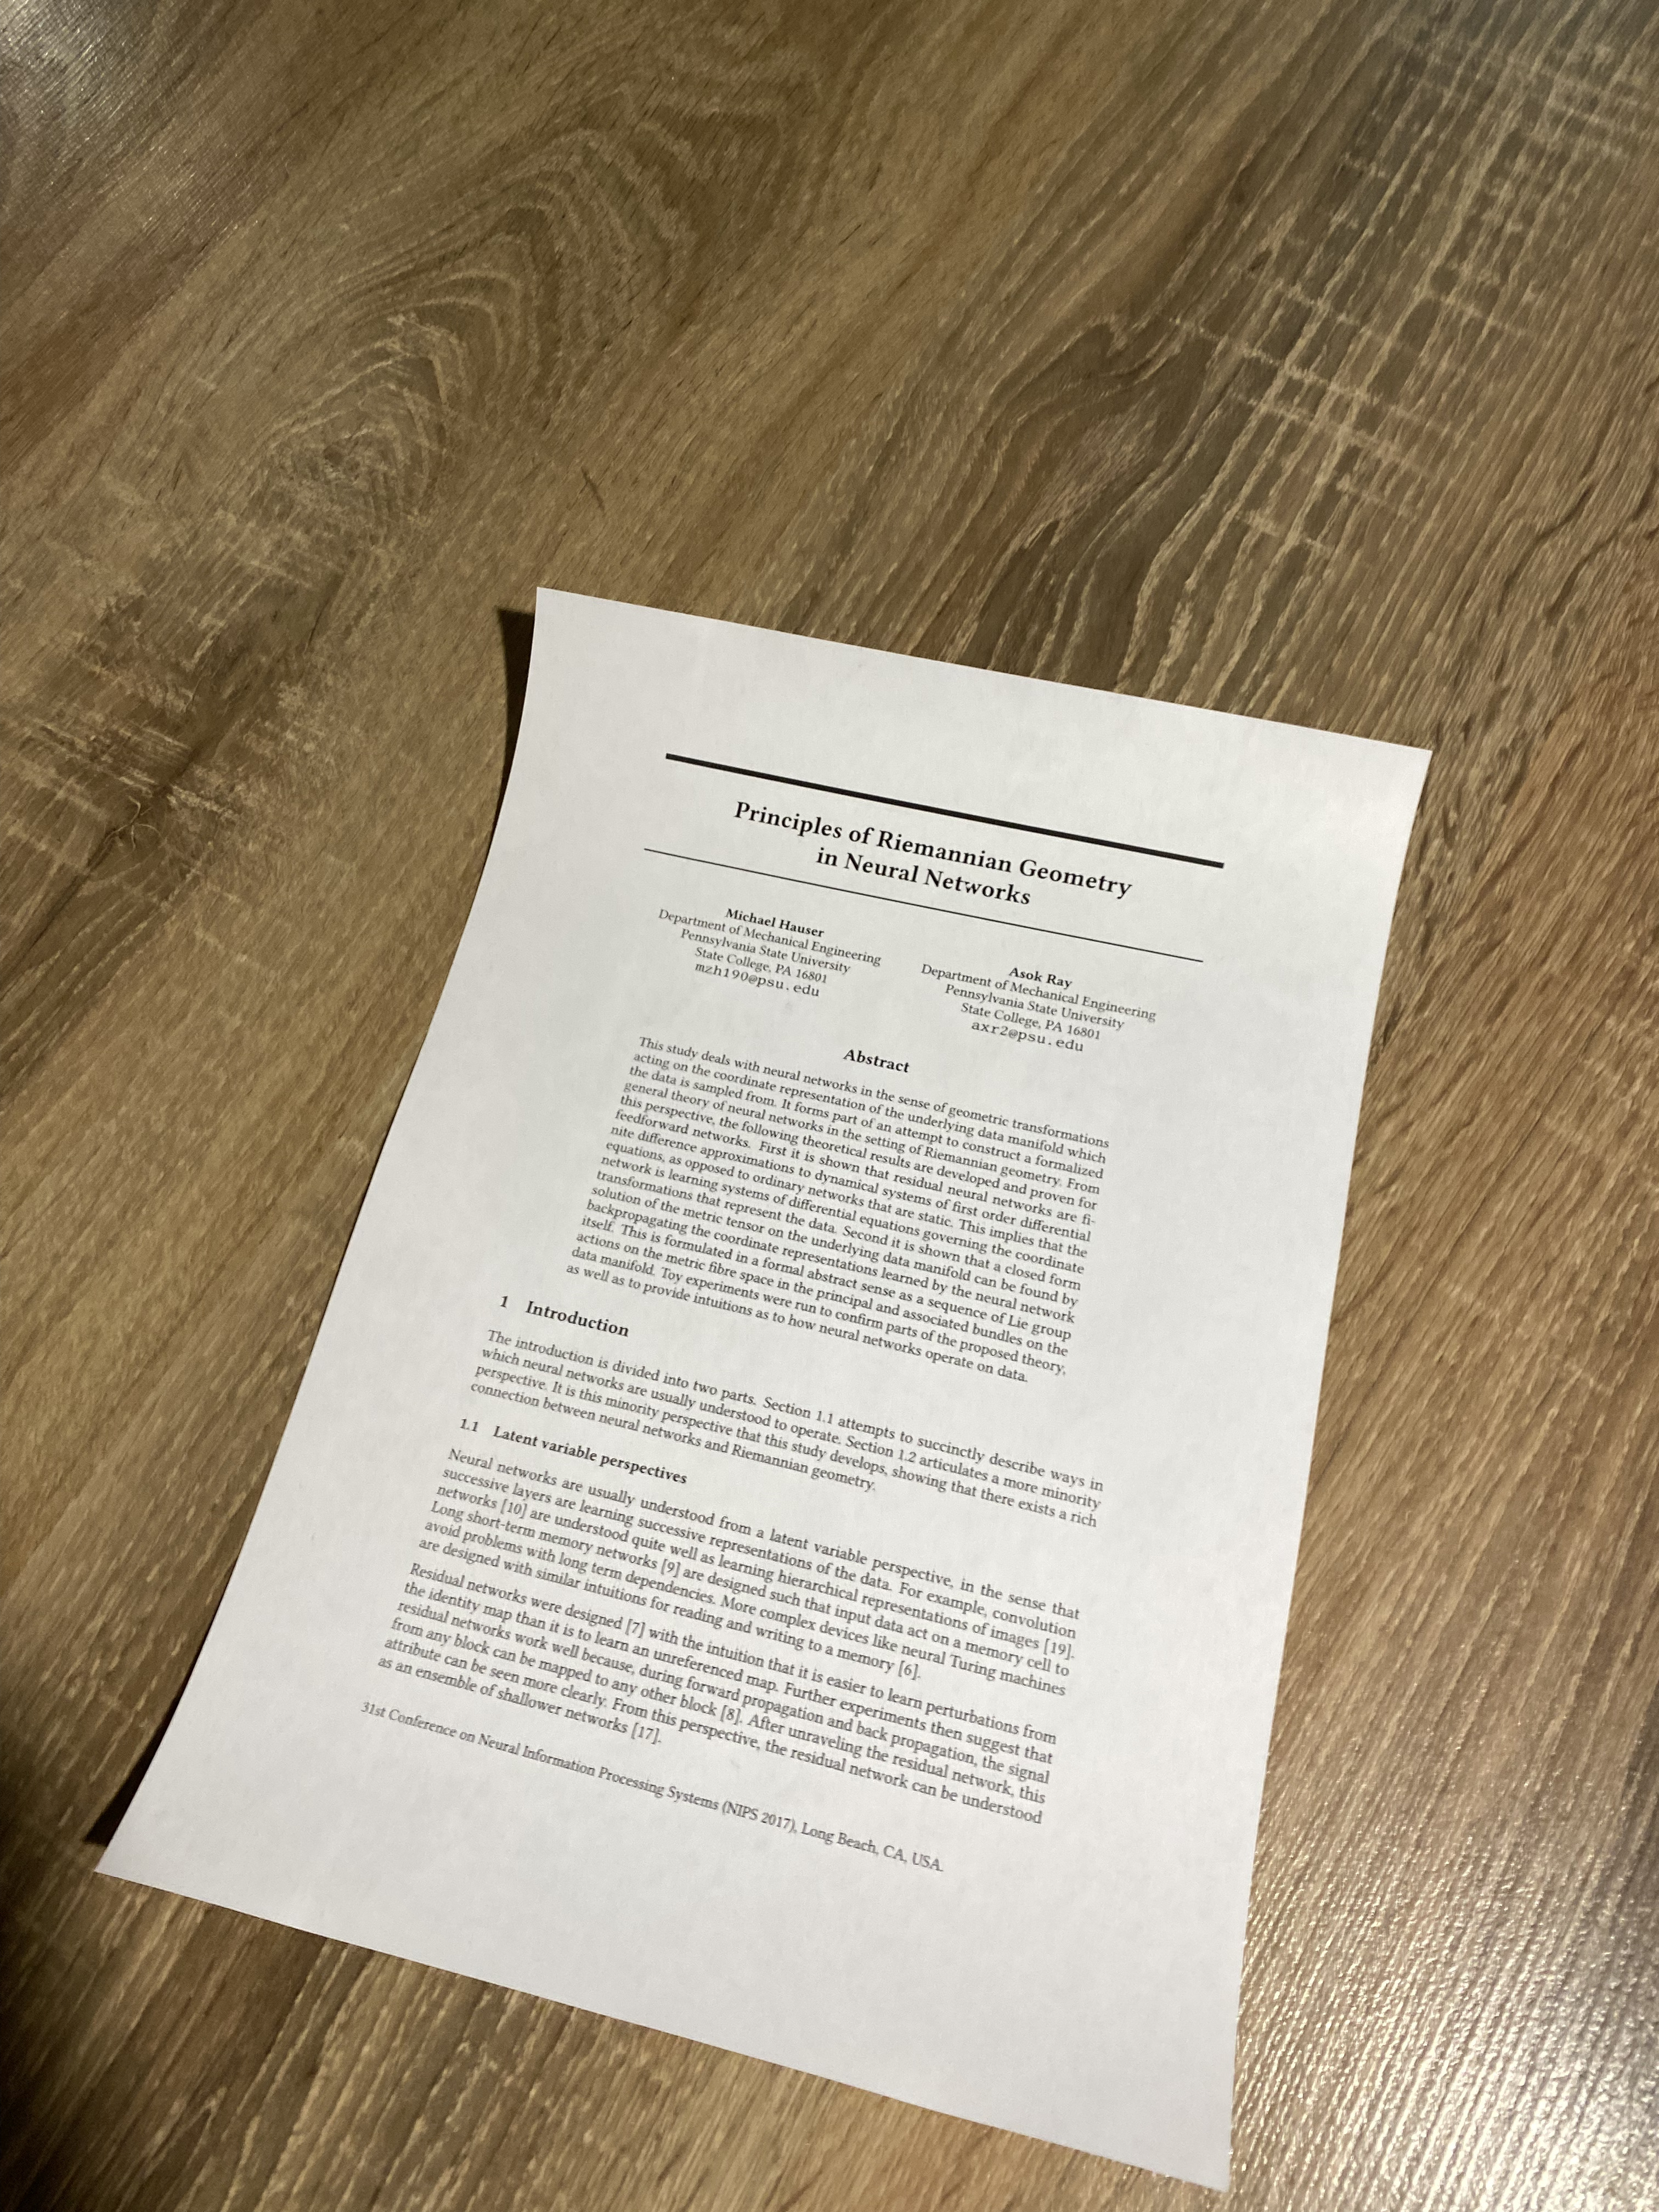 Principles of Riemannian Geometry
in Neural Networks
Michael Hauser
Department of Mechanical Engineering
Pennsylvania State University
State College, PA 16801
mzh190@psu.edu
Asok Ray
Department of Mechanical Engineering
Pennsylvania State University
State College, PA 16801
axr2@psu.edu
Abstract
This study deals with neural networks in the sense of geometric transformations
acting on the coordinate representation of the underlying data manifold which
the data is sampled from. It forms part of an attempt to construct a formalized
general theory of neural networks in the setting of Riemannian geometry. From
this perspective, the following theoretical results are developed and proven for
feedforward networks. First it is shown that residual neural networks are fi-
nite difference approximations to dynamical systems of first order differential
equations, as opposed to ordinary networks that are static. This implies that the
network is learning systems of differential equations governing the coordinate
transformations that represent the data. Second it is shown that a closed form
solution of the metric tensor on the underlying data manifold can be found by
backpropagating the coordinate representations learned by the neural network
itself. This is formulated in a formal abstract sense as a sequence of Lie group
actions on the metric fibre space in the principal and associated bundles on the
data manifold. Toy experiments were run to confirm parts of the proposed theory,
as well as to provide intuitions as to how neural networks operate on data.
1 Introduction
The introduction is divided into two parts. Section 1.1 attempts to succinctly describe ways in
which neural networks are usually understood to operate. Section 1.2 articulates a more minority
perspective. It is this minority perspective that this study develops, showing that there exists a rich
connection between neural networks and Riemannian geometry.
1.1 Latent variable perspectives
Neural networks are usually understood from a latent variable perspective, in the sense that
successive layers are learning successive representations of the data. For example, convolution
networks [10] are understood quite well as learning hierarchical representations of images [19].
Long short-term memory networks [9] are designed such that input data act on a memory cell to
avoid problems with long term dependencies. More complex devices like neural Turing machines
are designed with similar intuitions for reading and writing to a memory [6].
Residual networks were designed [7] with the intuition that it is easier to learn perturbations from
the identity map than it is to learn an unreferenced map. Further experiments then suggest that
residual networks work well because, during forward propagation and back propagation, the signal
from any block can be mapped to any other block [8]. After unraveling the residual network, this
attribute can be seen more clearly. From this perspective, the residual network can be understood
as an ensemble of shallower networks [17].
31st Conference on Neural Information Processing Systems (NIPS 2017), Long Beach, CA, USA.